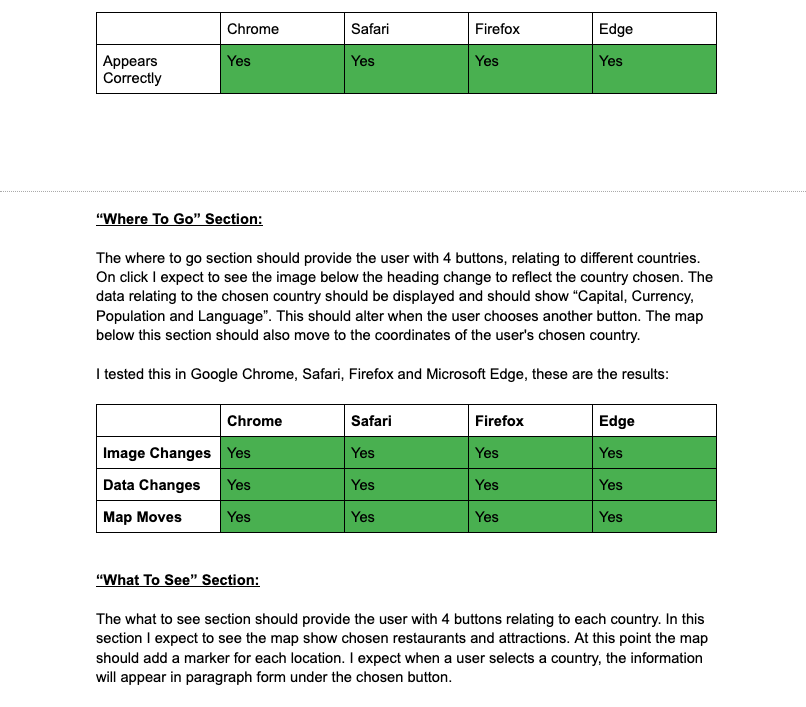 Chrome Safari Firefox Edge
Appears Yes Yes Yes Yes
Correctly
“Where To Go” Section:
The where to go section should provide the user with 4 buttons, relating to different countries.
On click I expect to see the image below the heading change to reflect the country chosen. The
data relating to the chosen country should be displayed and should show “Capital, Currency,
Population and Language”. This should alter when the user chooses another button. The map
below this section should also move to the coordinates of the user's chosen country.
I tested this in Google Chrome, Safari, Firefox and Microsoft Edge, these are the results:
Chrome Safari Firefox Edge
Image Changes Yes Yes Yes Yes
Data Changes Yes Yes Yes Yes
Map Moves Yes Yes Yes Yes
“What To See” Section:
The what to see section should provide the user with 4 buttons relating to each country. In this
section I expect to see the map show chosen restaurants and attractions. At this point the map
should add a marker for each location. I expect when a user selects a country, the information
will appear in paragraph form under the chosen button.